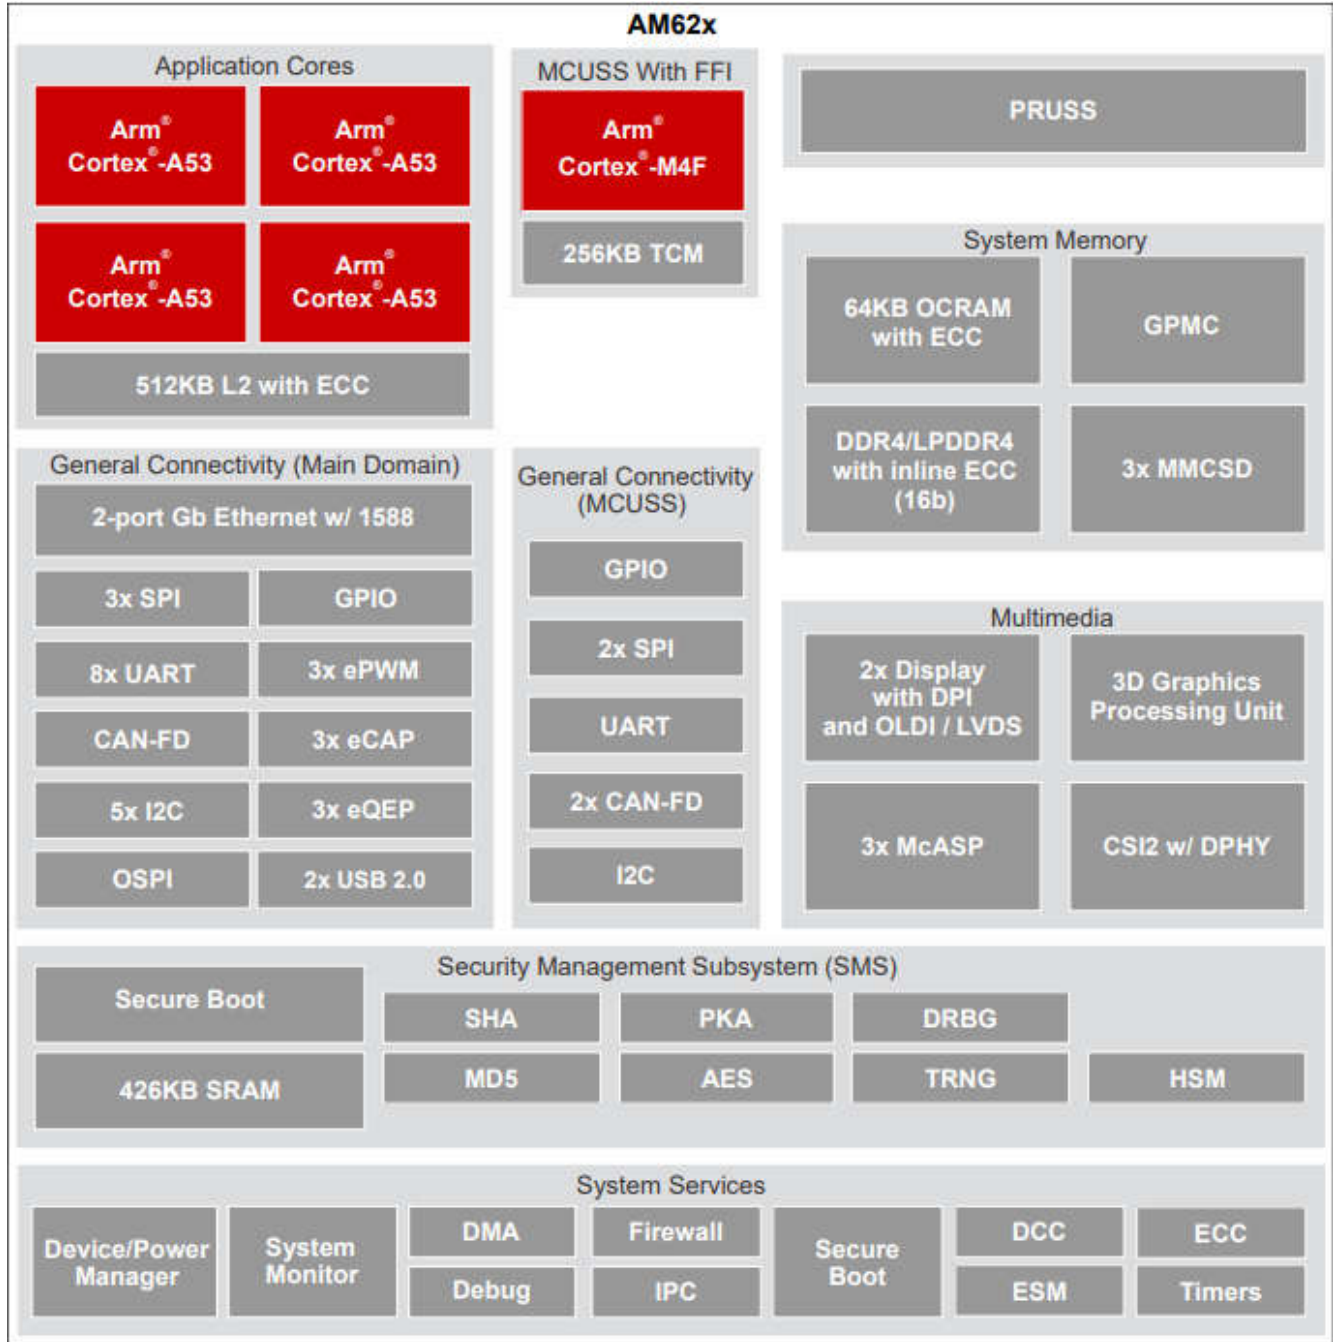 AM62x
Application Cores
Arm®
Cortex®-A53
Arm®
Cortex®-A53
Arm®
Cortex®-A53
Arm®
Cortex®-A53
512KB L2 with ECC
MCUSS With FFI
Arm®
Cortex®-M4F
256KB TCM
PRUSS
System Memory
64KB OCRAM
with ECC
GPMC
DDR4/LPDDR4
with inline ECC
(16b)
3x MMCSD
General Connectivity (Main Domain)
2-port Gb Ethernet w/ 1588
3x SPI
GPIO
8x UART
3x ePWM
CAN-FD
3x eCAP
5x I2C
3x eQEP
OSPI
2x USB 2.0
General Connectivity
(MCUSS)
GPIO
2x SPI
UART
2x CAN-FD
I2C
Multimedia
2x Display
with DPI
and OLDI / LVDS
3D Graphics
Processing Unit
3x McASP
CSI2 w/ DPHY
Security Management Subsystem (SMS)
Secure Boot
SHA
PKA
DRBG
426KB SRAM
MD5
AES
TRNG
HSM
System Services
Device/Power
Manager
System
Monitor
DMA
Debug
Firewall
IPC
Secure
Boot
DCC
ESM
ECC
Timers